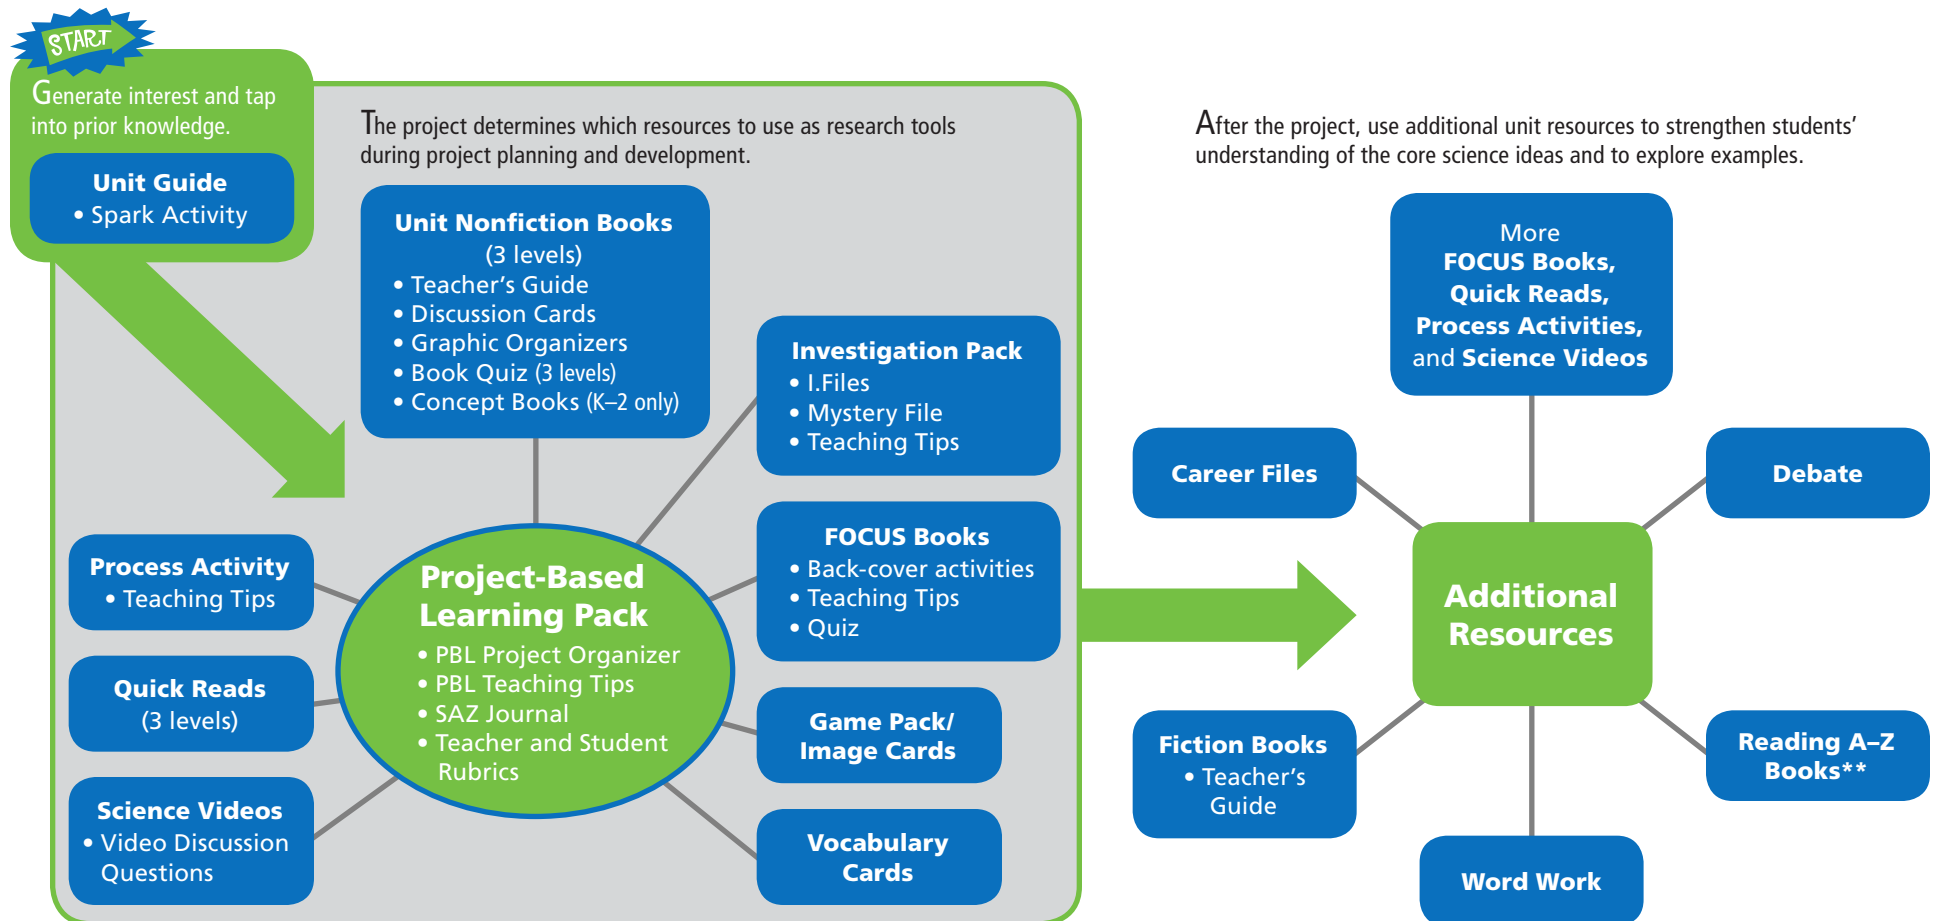 START
Generate interest and tap
into prior knowledge.
Unit Guide
• Spark Activity
The project determines which resources to use as research tools
during project planning and development.
Unit Nonfiction Books
(3 levels)
• Teacher’s Guide
• Discussion Cards
• Graphic Organizers
• Book Quiz (3 levels)
• Concept Books (K–2 only)
Investigation Pack
• I.Files
• Mystery File
• Teaching Tips
FOCUS Books
• Back-cover activities
• Teaching Tips
• Quiz
Game Pack/
Image Cards
Vocabulary
Cards
Process Activity
• Teaching Tips
Quick Reads
(3 levels)
Science Videos
• Video Discussion
Questions
Project-Based
Learning Pack
• PBL Project Organizer
• PBL Teaching Tips
• SAZ Journal
• Teacher and Student
Rubrics
After the project, use additional unit resources to strengthen students’
understanding of the core science ideas and to explore examples.
More
FOCUS Books,
Quick Reads,
Process Activities,
and Science Videos
Career Files
Debate
Additional
Resources
Fiction Books
• Teacher’s
Guide
Reading A–Z
Books**
Word Work